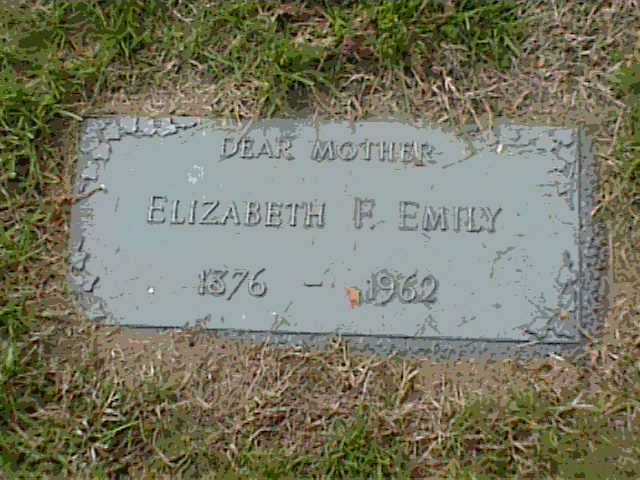 DEAR MOTHER
ELIZABETH F. EMILY
1876 – 1962